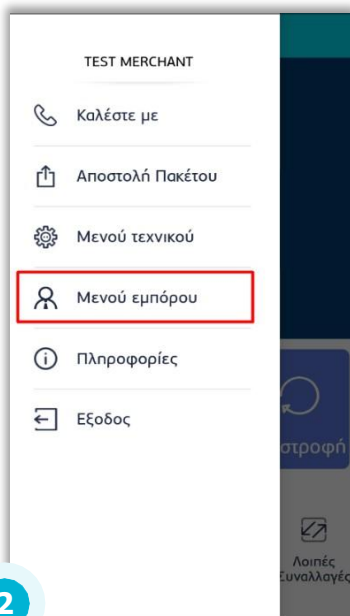 TEST MERCHANT
Καλέστε με
Αποστολή Πακέτου
Μενού τεχνικού
Μενού εμπόρου
Πληροφορίες
Εξοδος
στροφή
Λοιπές
Συναλλαγές
2